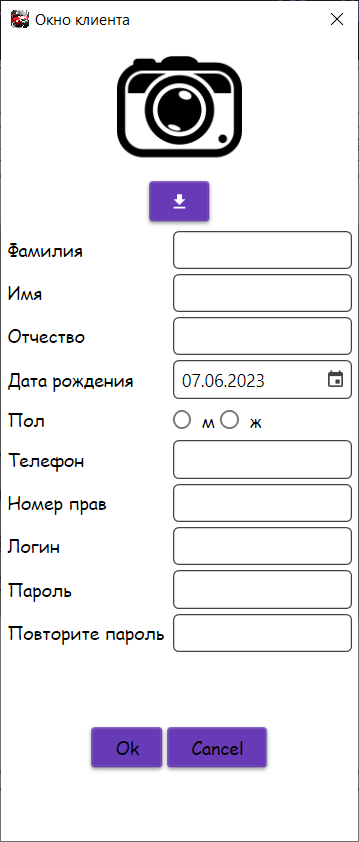 Окно клиента
Фамилия
Имя
Отчество
Дата рождения 07.06.2023
Пол м ж
Телефон
Номер прав
Логин
Пароль
Повторите пароль
Ok Cancel